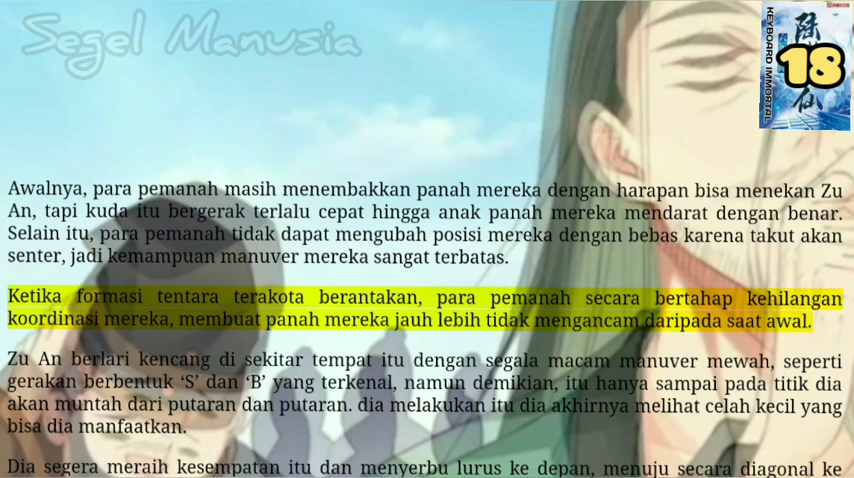 Segel Manusia
KEYBOARD IMMORTAL
18
Awalnya, para pemanah masih menembakkan panah mereka dengan harapan bisa menekan Zu
An, tapi kuda itu bergerak terlalu cepat hingga anak panah mereka mendarat dengan benar.
Selain itu, para pemanah tidak dapat mengubah posisi mereka dengan bebas karena takut akan
senter, jadi kemampuan manuver mereka sangat terbatas.
Ketika formasi tentara terakota berantakan, para pemanah secara bertahap kehilangan
koordinasi mereka, membuat panah mereka jauh lebih tidak mengancam daripada saat awal.
Zu An berlari kencang di sekitar tempat itu dengan segala macam manuver mewah, seperti
gerakan berbentuk ‘S’ dan ‘B’ yang terkenal, namun demikian, itu hanya sampai pada titik dia
akan muntah dari putaran dan putaran. dia melakukan itu dia akhirnya melihat celah kecil yang
bisa dia manfaatkan.
Dia segera meraih kesempatan itu dan menyerbu lurus ke depan, menuju secara diagonal ke